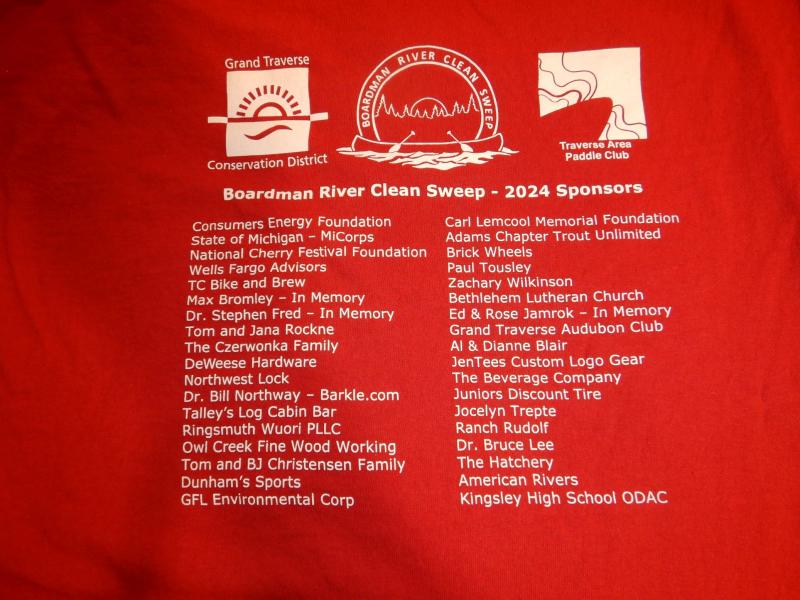 Grand Traverse
Conservation District
BOARDMAN RIVER CLEAN SWEEP
Traverse Area
Paddle Club
Boardman River Clean Sweep - 2024 Sponsors
Consumers Energy Foundation
State of Michigan – MiCorps
National Cherry Festival Foundation
Wells Fargo Advisors
TC Bike and Brew
Max Bromley – In Memory
Dr. Stephen Fred – In Memory
Tom and Jana Rockne
The Czerwonka Family
DeWeese Hardware
Northwest Lock
Dr. Bill Northway – Barkle.com
Talley's Log Cabin Bar
Ringsmuth Wuori PLLC
Owl Creek Fine Wood Working
Tom and BJ Christensen Family
Dunham's Sports
GFL Environmental Corp
Carl Lemcool Memorial Foundation
Adams Chapter Trout Unlimited
Brick Wheels
Paul Tousley
Zachary Wilkinson
Bethlehem Lutheran Church
Ed & Rose Jamrok – In Memory
Grand Traverse Audubon Club
Al & Dianne Blair
JenTees Custom Logo Gear
The Beverage Company
Juniors Discount Tire
Jocelyn Trepte
Ranch Rudolf
Dr. Bruce Lee
The Hatchery
American Rivers
Kingsley High School ODAC